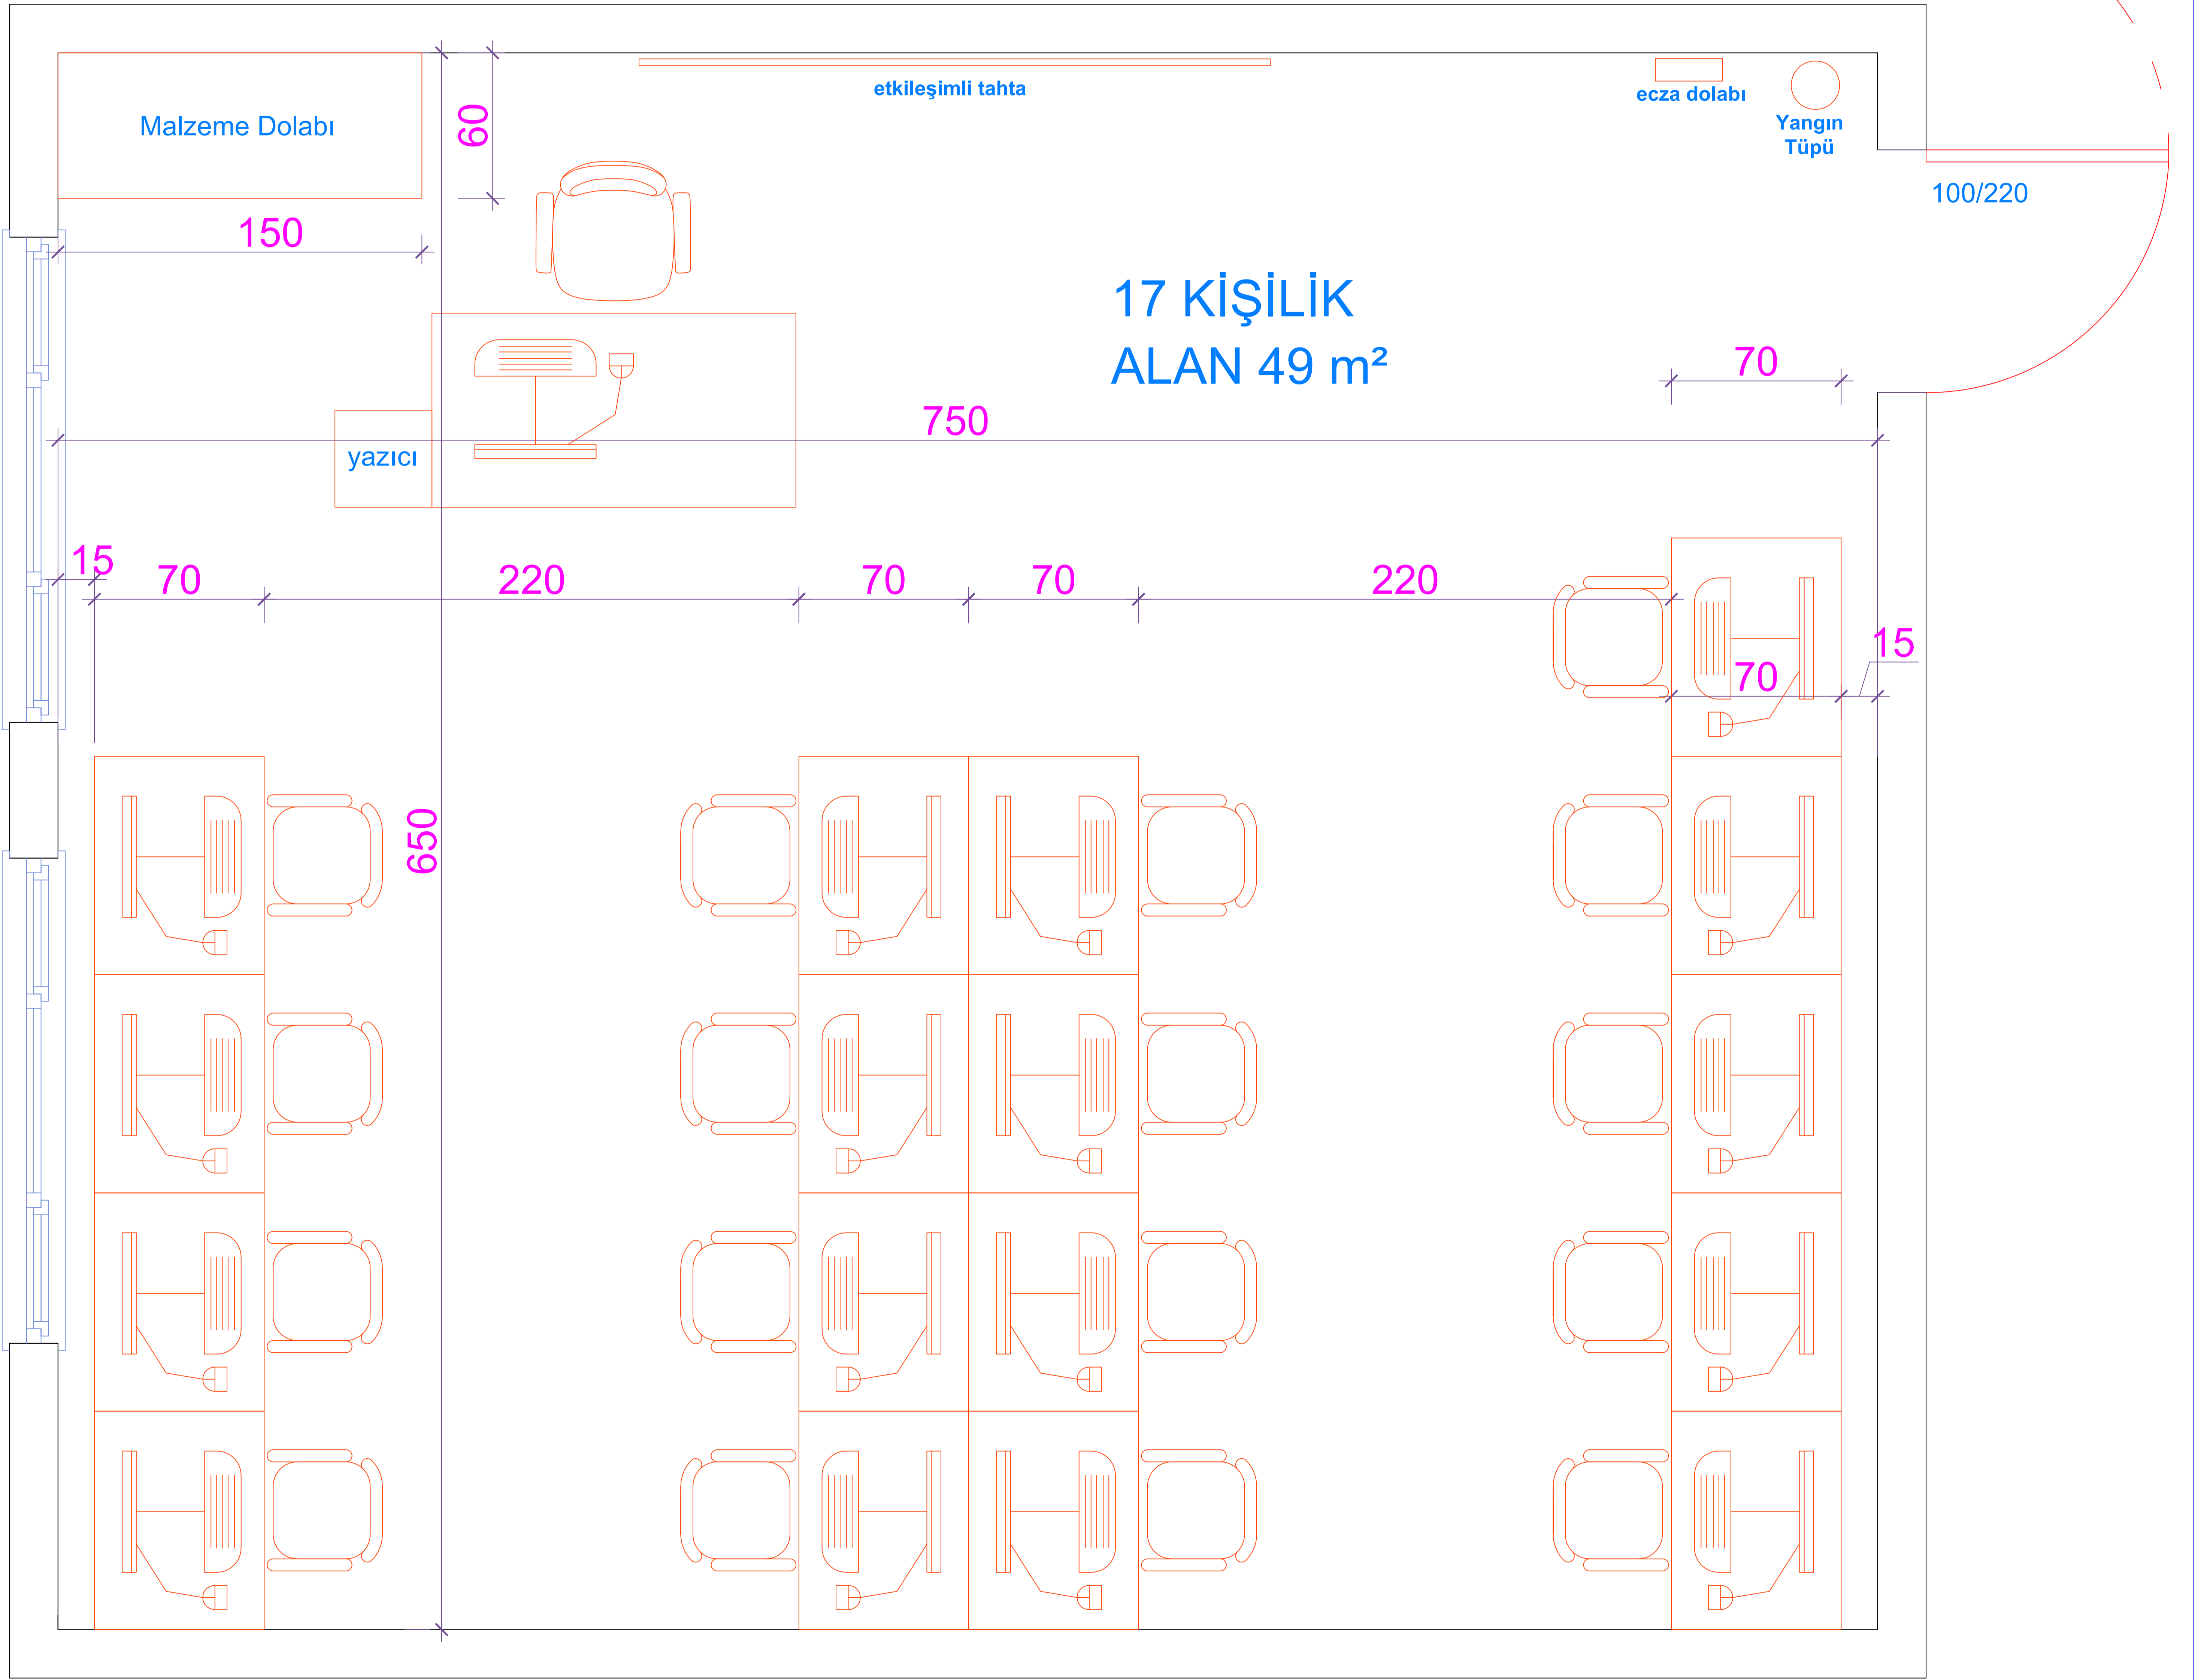 etkileşimli tahta
ecza dolabı
Malzeme Dolabı
60
Yangın
Tüpü
100/220
150
17 KİŞİLİK
ALAN 49 m²
70
750
yazıcı
15
70
220
70
70
220
15
70
650